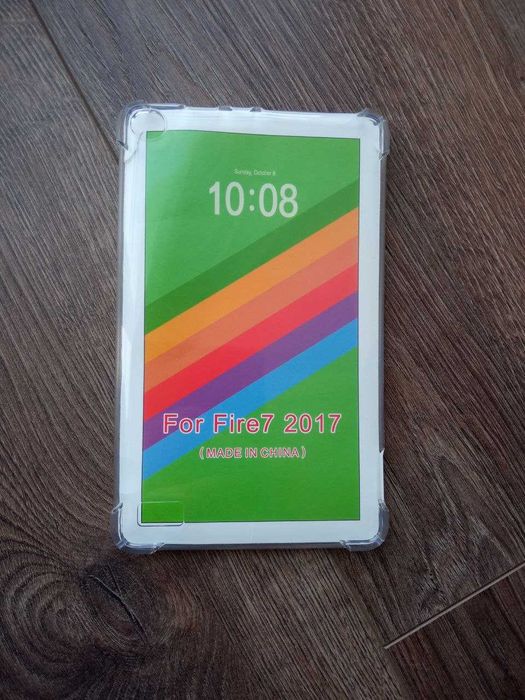 Sunday, October 8
10:08
For Fire7 2017
(MADE IN CHINA)